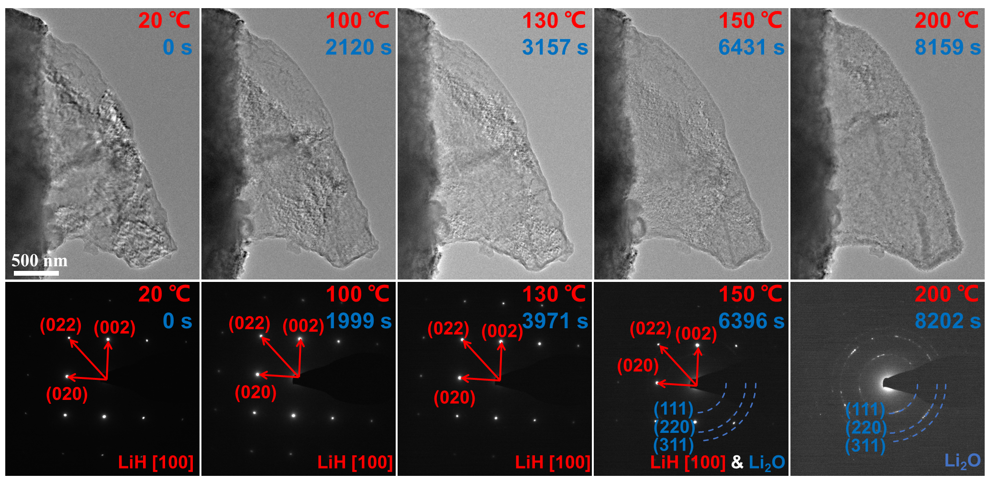 20 ℃
0 s
500 nm
100 ℃
2120 s
130 ℃
3157 s
150 ℃
6431 s
200 ℃
8159 s
20 ℃
0 s
(022)
(002)
(020)
LiH [100]
100 ℃
1999 s
(022)
(002)
(020)
LiH [100]
130 ℃
3971 s
(022)
(002)
(020)
LiH [100]
150 ℃
6396 s
(022)
(002)
(020)
(111)
(220)
(311)
LiH [100] & Li₂O
200 ℃
8202 s
(111)
(220)
(311)
Li₂O